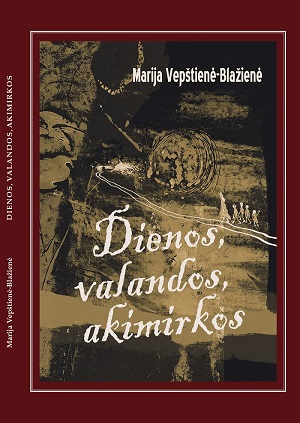 DIENOS, VALANDOS, AKIMIRKOS
Marija Vepštienė-Blažienė
Marija Vepštienė-Blažienė
Dienos,
valandos,
akimirkos